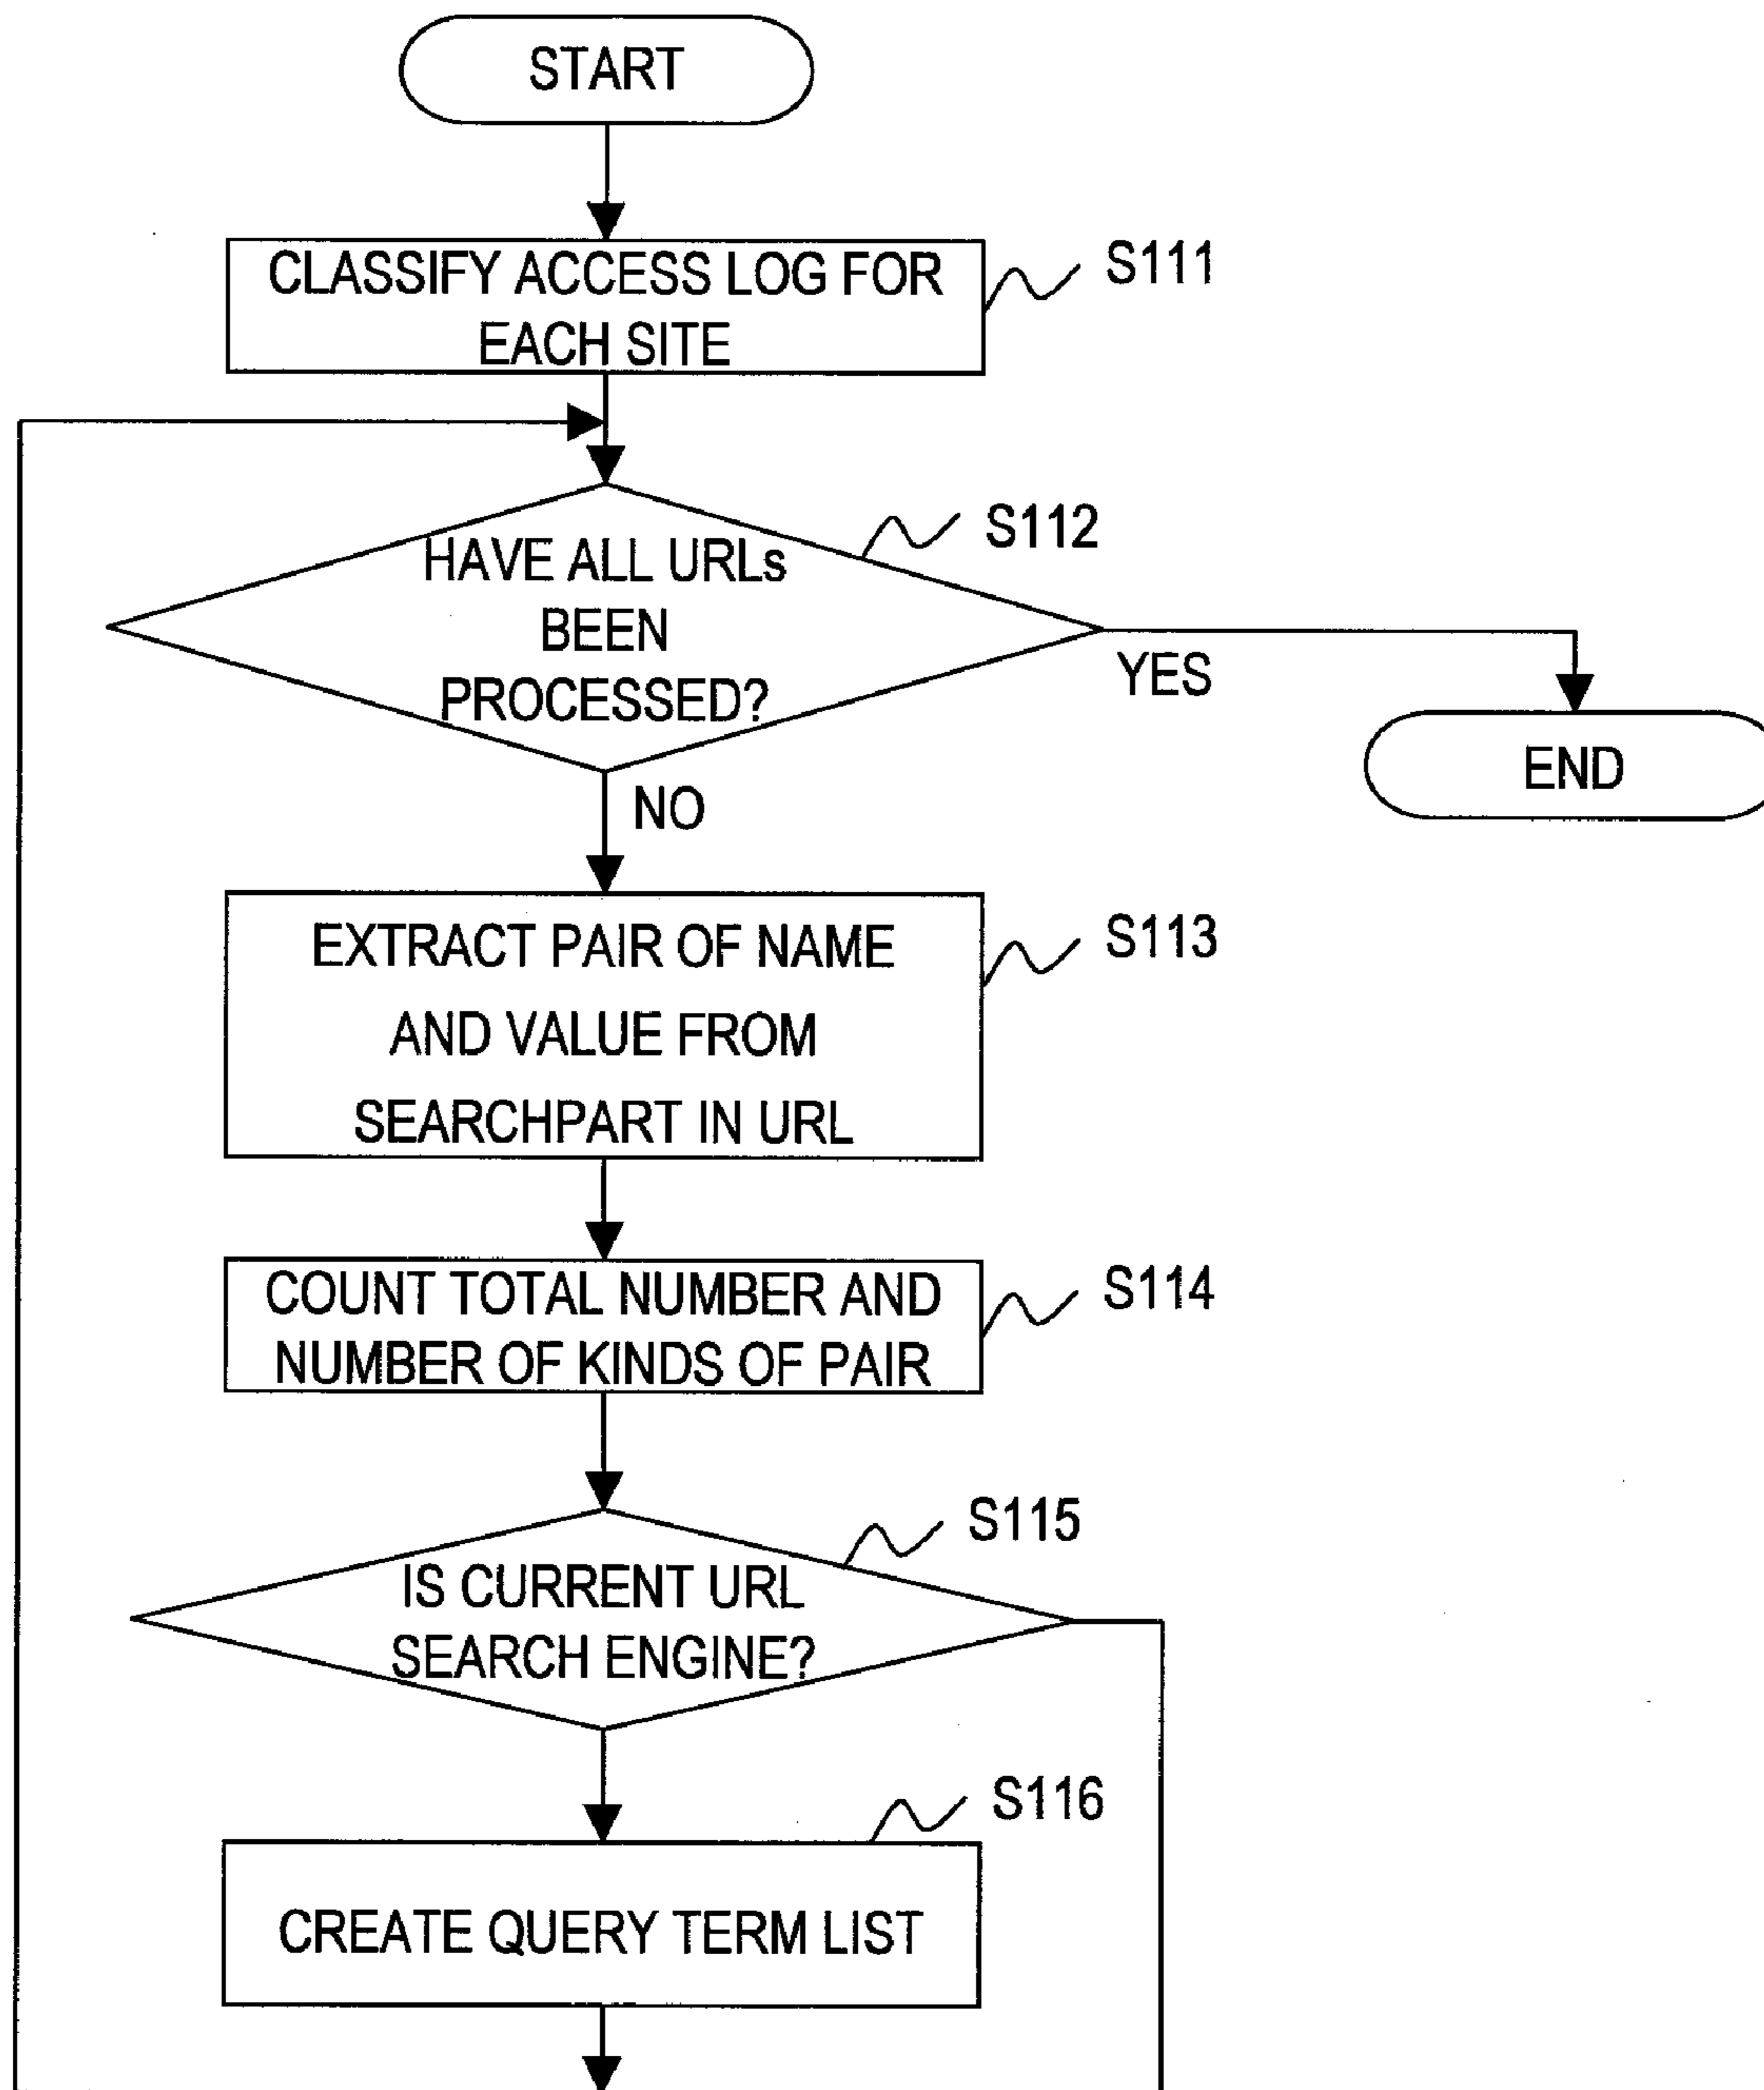 START
CLASSIFY ACCESS LOG FOR
EACH SITE
S111
HAVE ALL URLs
BEEN
PROCESSED?
S112
YES
END
NO
EXTRACT PAIR OF NAME
AND VALUE FROM
SEARCHPART IN URL
S113
COUNT TOTAL NUMBER AND
NUMBER OF KINDS OF PAIR
S114
IS CURRENT URL
SEARCH ENGINE?
S115
CREATE QUERY TERM LIST
S116